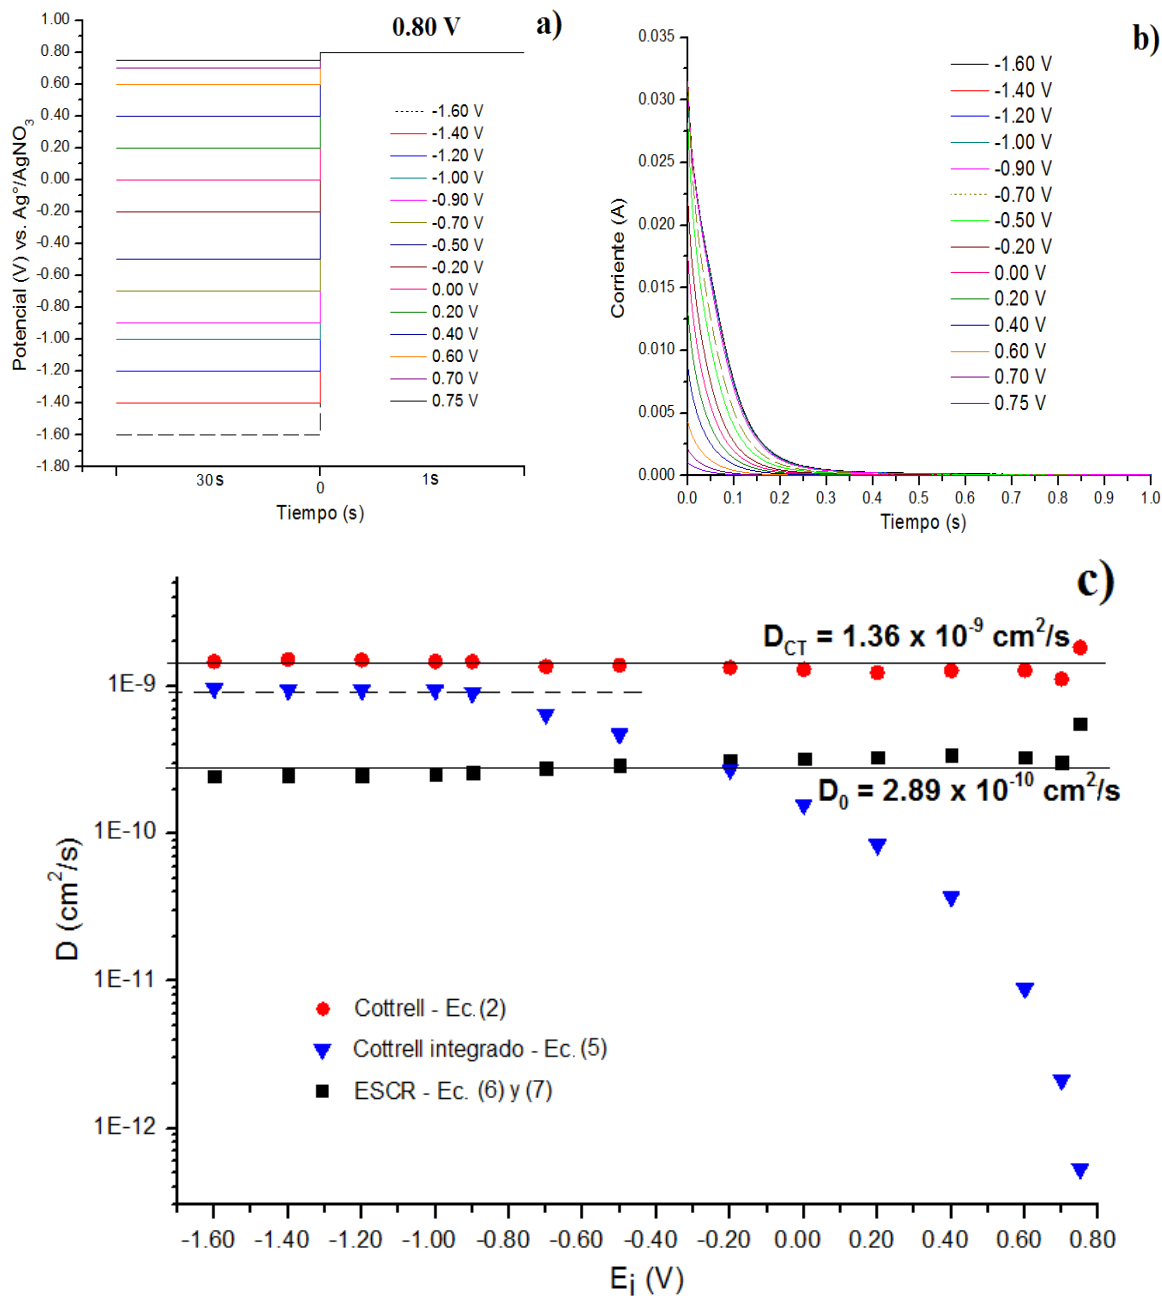 a)
0.80 V
Potencial (V) vs. Ag°/AgNO3
1.00
0.80
0.60
0.40
0.20
0.00
-0.20
-0.40
-0.60
-0.80
-1.00
-1.20
-1.40
-1.60
-1.80
-1.60 V
-1.40 V
-1.20 V
-1.00 V
-0.90 V
-0.70 V
-0.50 V
-0.20 V
0.00 V
0.20 V
0.40 V
0.60 V
0.70 V
0.75 V
30s 0 1s
Tiempo (s)
b)
Corriente (A)
0.035
0.030
0.025
0.020
0.015
0.010
0.005
0.000
-1.60 V
-1.40 V
-1.20 V
-1.00 V
-0.90 V
-0.70 V
-0.50 V
-0.20 V
0.00 V
0.20 V
0.40 V
0.60 V
0.70 V
0.75 V
0.0 0.1 0.2 0.3 0.4 0.5 0.6 0.7 0.8 0.9 1.0
Tiempo (s)
c)
DCT = 1.36 x 10-9 cm2/s
D0 = 2.89 x 10-10 cm2/s
D (cm2/s)
1E-9
1E-10
1E-11
1E-12
Cottrell - Ec.(2)
Cottrell integrado - Ec. (5)
ESCR - Ec. (6) y (7)
-1.60 -1.40 -1.20 -1.00 -0.80 -0.60 -0.40 -0.20 0.00 0.20 0.40 0.60 0.80
Ei (V)